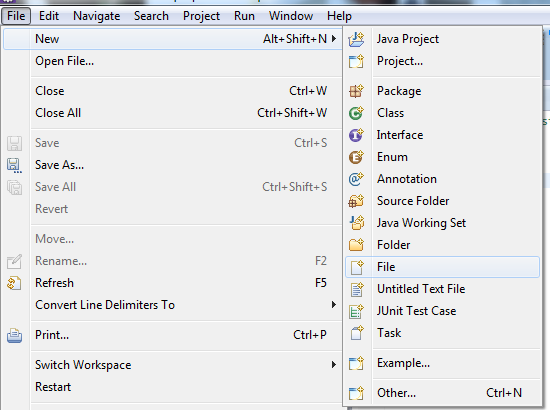 File Edit Navigate Search Project Run Window Help
New Alt+Shift+N
Open File...
Close Ctrl+W
Close All Ctrl+Shift+W
Save Ctrl+S
Save As...
Save All Ctrl+Shift+S
Revert
Move...
Rename... F2
Refresh F5
Convert Line Delimiters To
Print... Ctrl+P
Switch Workspace
Restart
Java Project
Project...
Package
Class
Interface
Enum
Annotation
Source Folder
Java Working Set
Folder
File
Untitled Text File
JUnit Test Case
Task
Example...
Other... Ctrl+N